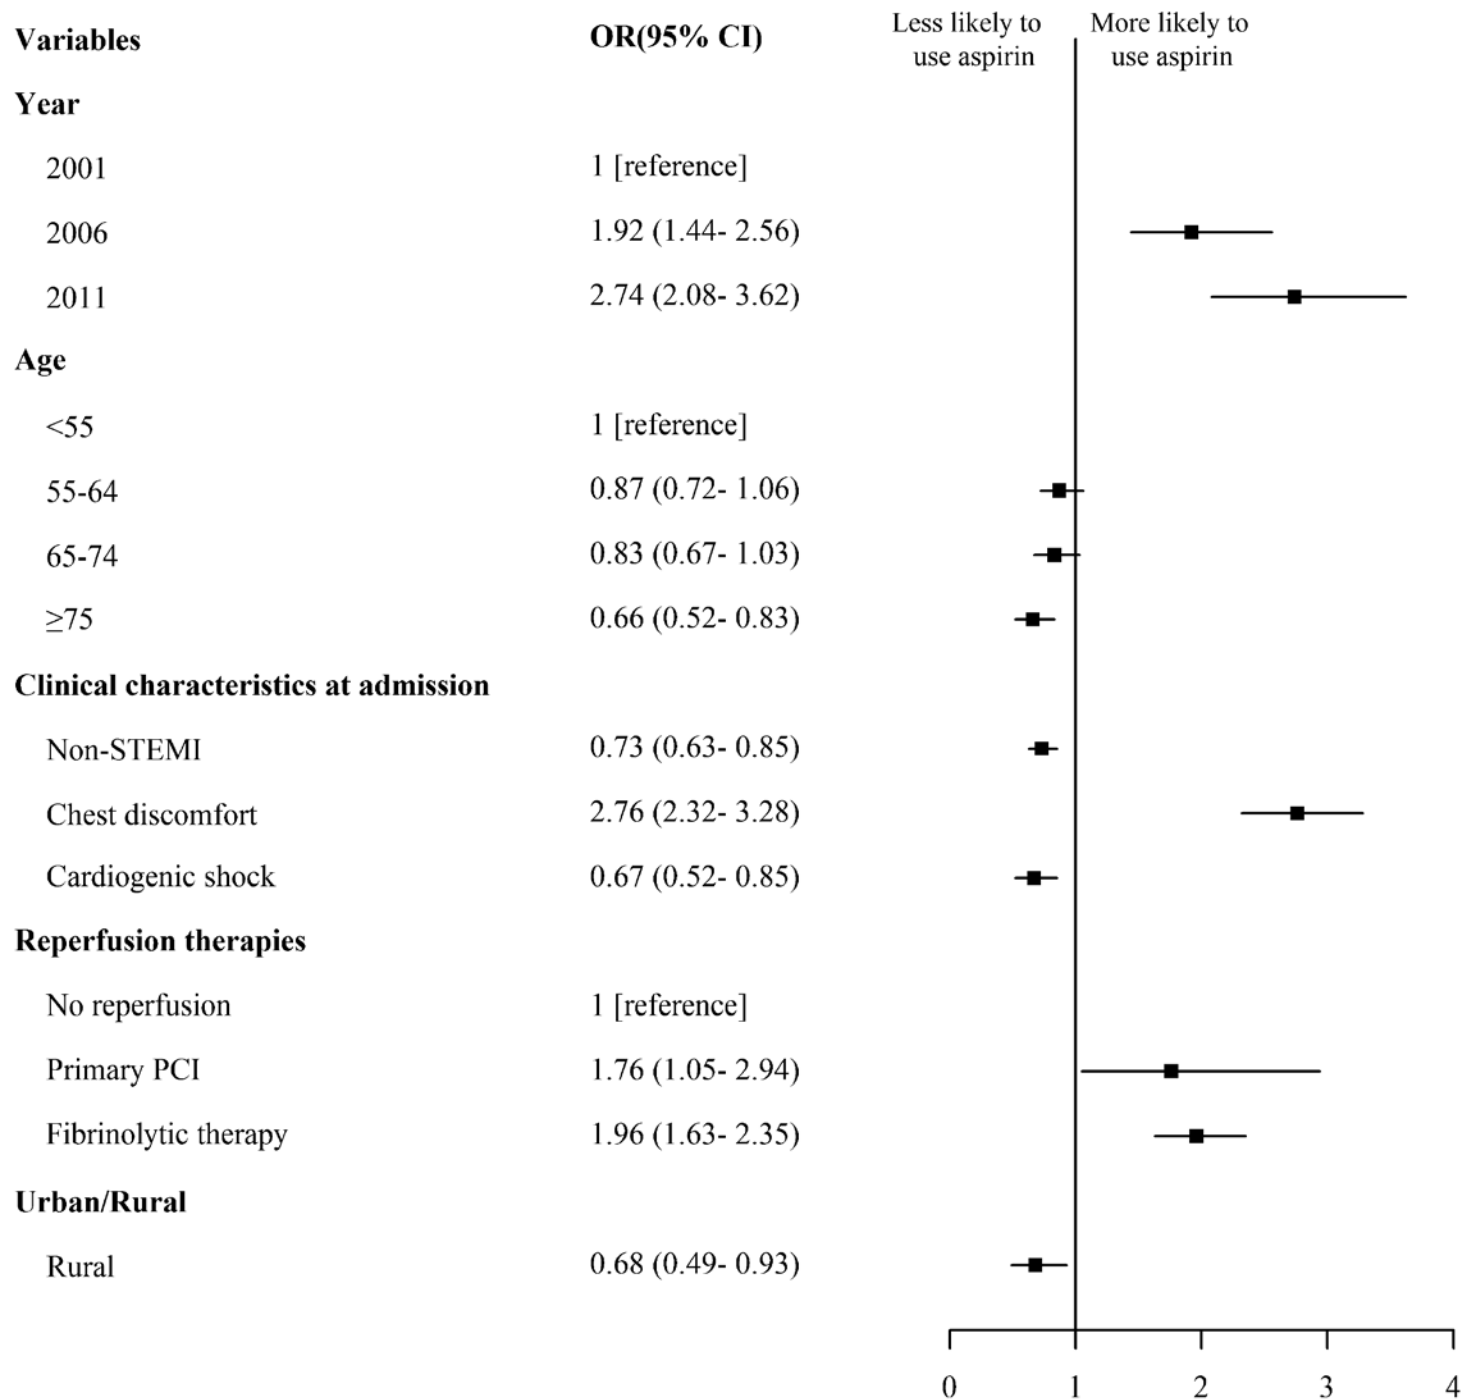 Variables OR(95% CI) Less likely to use aspirin More likely to use aspirin
Year
2001 1 [reference]
2006 1.92 (1.44- 2.56)
2011 2.74 (2.08- 3.62)
Age
<55 1 [reference]
55-64 0.87 (0.72- 1.06)
65-74 0.83 (0.67- 1.03)
≥75 0.66 (0.52- 0.83)
Clinical characteristics at admission
Non-STEMI 0.73 (0.63- 0.85)
Chest discomfort 2.76 (2.32- 3.28)
Cardiogenic shock 0.67 (0.52- 0.85)
Reperfusion therapies
No reperfusion 1 [reference]
Primary PCI 1.76 (1.05- 2.94)
Fibrinolytic therapy 1.96 (1.63- 2.35)
Urban/Rural
Rural 0.68 (0.49- 0.93)
0 1 2 3 4